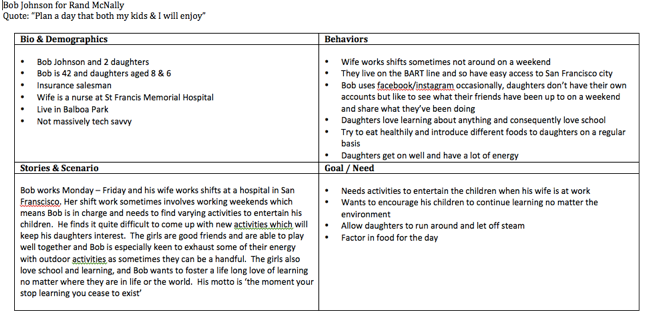 Bob Johnson for Rand McNally
Quote: "Plan a day that both my kids & I will enjoy"
Bio & Demographics
• Bob Johnson and 2 daughters
• Bob is 42 and daughters aged 8 & 6
• Insurance salesman
• Wife is a nurse at St Francis Memorial Hospital
• Live in Balboa Park
• Not massively tech savvy
Behaviors
• Wife works shifts sometimes not around on a weekend
• They live on the BART line and so have easy access to San Francisco city
• Bob uses facebook/instagram occasionally, daughters don't have their own
accounts but like to see what their friends have been up to on a weekend
and share what they've been doing
• Daughters love learning about anything and consequently love school
• Try to eat healthily and introduce different foods to daughters on a regular
basis
• Daughters get on well and have a lot of energy
Stories & Scenario
Bob works Monday – Friday and his wife works shifts at a hospital in San
Franscisco. Her shift work sometimes involves working weekends which
means Bob is in charge and needs to find varying activities to entertain his
children. He finds it quite difficult to come up with new activities which will
keep his daughters interest. The girls are good friends and are able to play
well together and Bob is especially keen to exhaust some of their energy
with outdoor activities as sometimes they can be a handful. The girls also
love school and learning, and Bob wants to foster a life long love of learning
no matter where they are in life or the world. His motto is 'the moment your
stop learning you cease to exist'
Goal / Need
• Needs activities to entertain the children when his wife is at work
• Wants to encourage his children to continue learning no matter the
environment
• Allow daughters to run around and let off steam
• Factor in food for the day